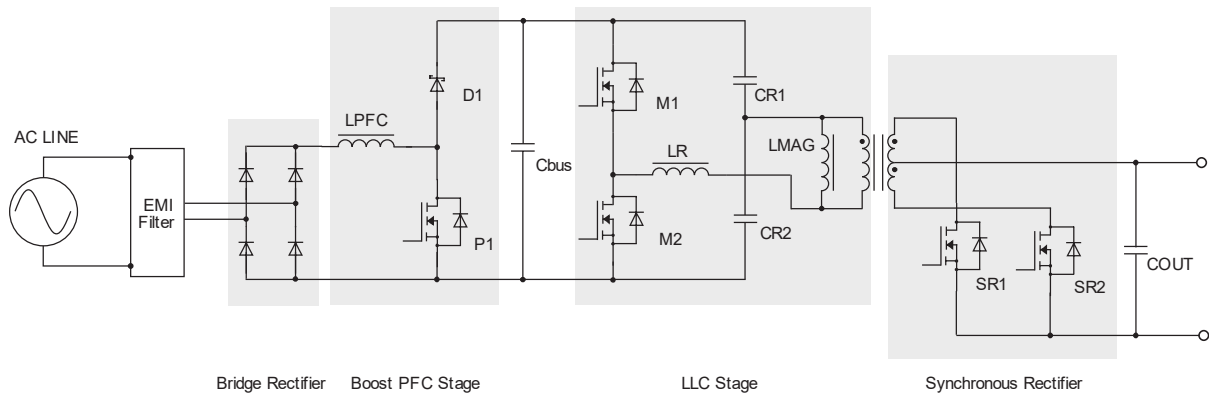 D1
M1
CR1
AC LINE
LPFC
LMAG
LR
Cbus
EMI
Filter
P1
M2
CR2
SR1
SR2
COUT
Bridge Rectifier
Boost PFC Stage
LLC Stage
Synchronous Rectifier